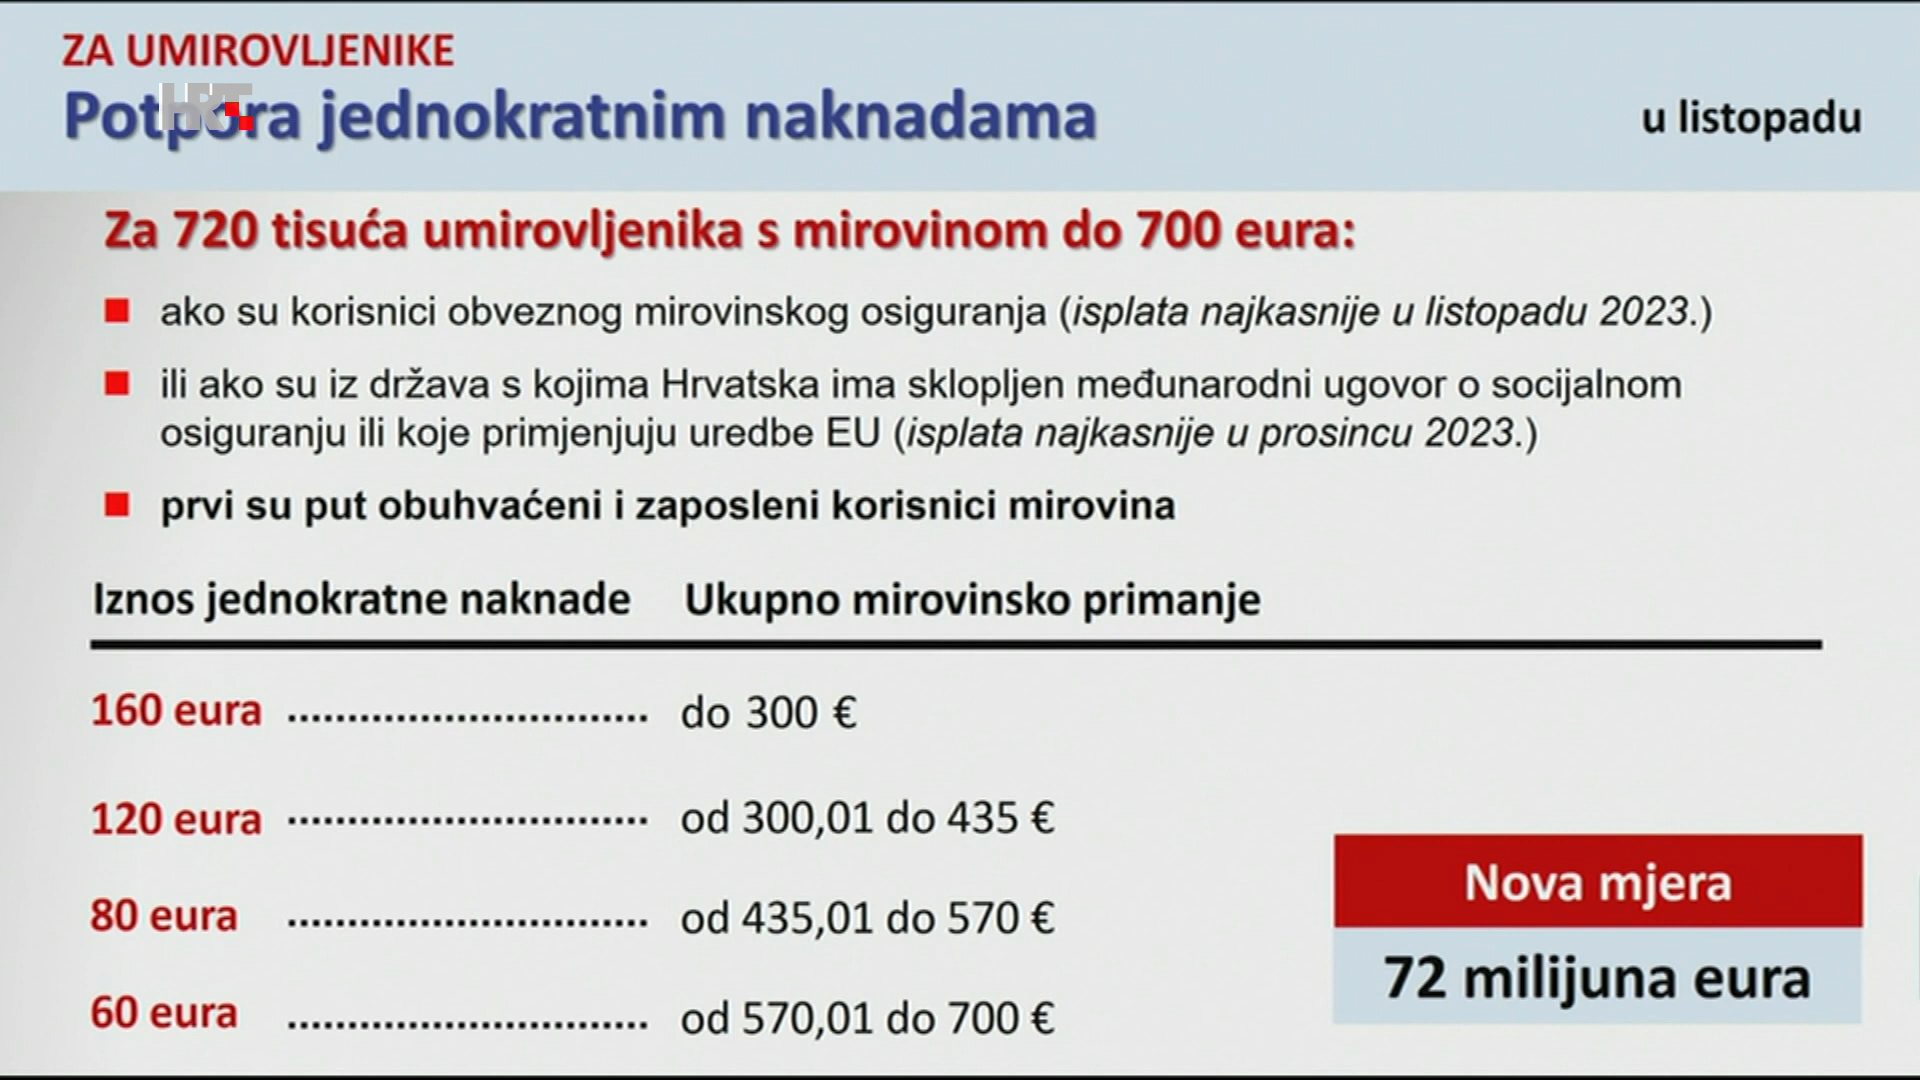 ZA UMIROVLJENIKE
HRT
Potpora jednokratnim naknadama
u listopadu
Za 720 tisuća umirovljenika s mirovinom do 700 eura:
ako su korisnici obveznog mirovinskog osiguranja (isplata najkasnije u listopadu 2023.)
ili ako su iz država s kojima Hrvatska ima sklopljen međunarodni ugovor o socijalnom
osiguranju ili koje primjenjuju uredbe EU (isplata najkasnije u prosincu 2023.)
prvi su put obuhvaćeni i zaposleni korisnici mirovina
Iznos jednokratne naknade Ukupno mirovinsko primanje
160 eura .............................. do 300 €
120 eura .............................. od 300,01 do 435 €
80 eura .............................. od 435,01 do 570 €
60 eura .............................. od 570,01 do 700 €
Nova mjera
72 milijuna eura